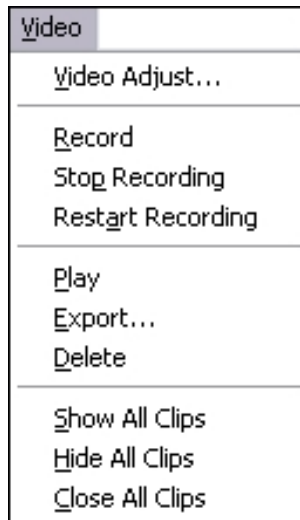 Video
Video Adjust...
Record
Stop Recording
Restart Recording
Play
Export...
Delete
Show All Clips
Hide All Clips
Close All Clips